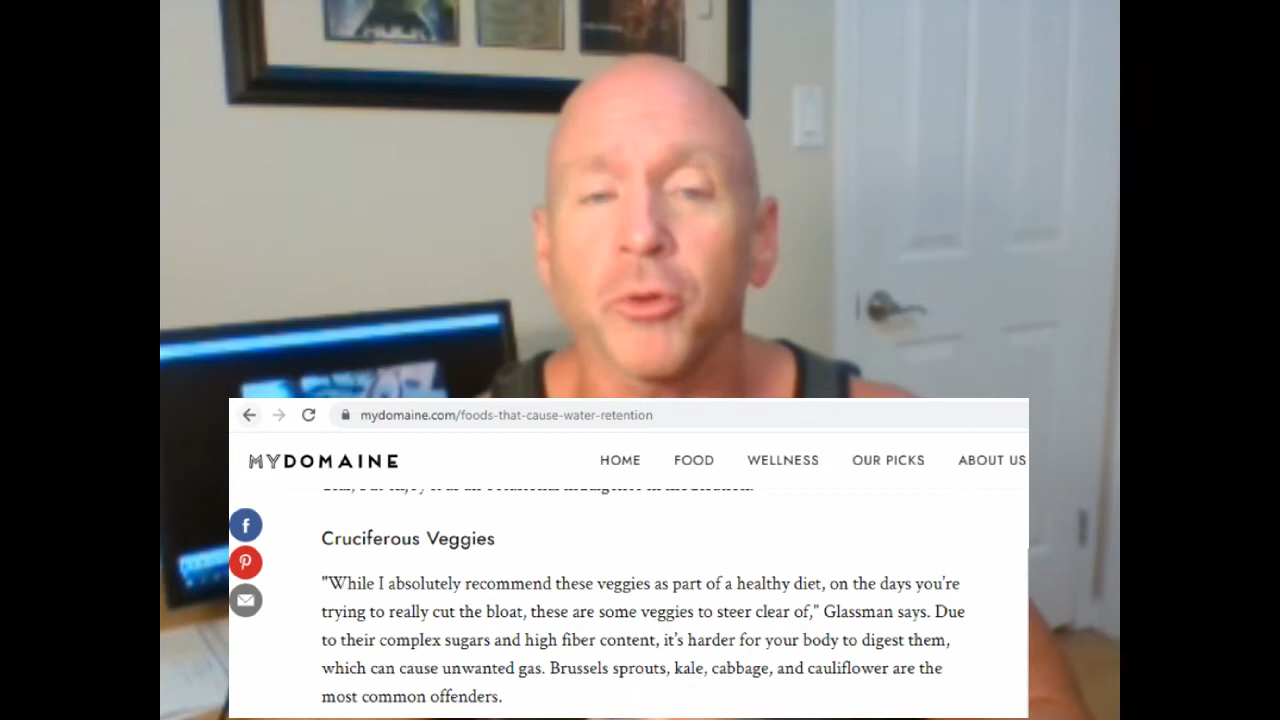 HULK
mydomaine.com/foods-that-cause-water-retention
MYDOMAINE
HOME FOOD WELLNESS OUR PICKS ABOUT US
Cruciferous Veggies
"While I absolutely recommend these veggies as part of a healthy diet, on the days you're
trying to really cut the bloat, these are some veggies to steer clear of," Glassman says. Due
to their complex sugars and high fiber content, it's harder for your body to digest them,
which can cause unwanted gas. Brussels sprouts, kale, cabbage, and cauliflower are the
most common offenders.